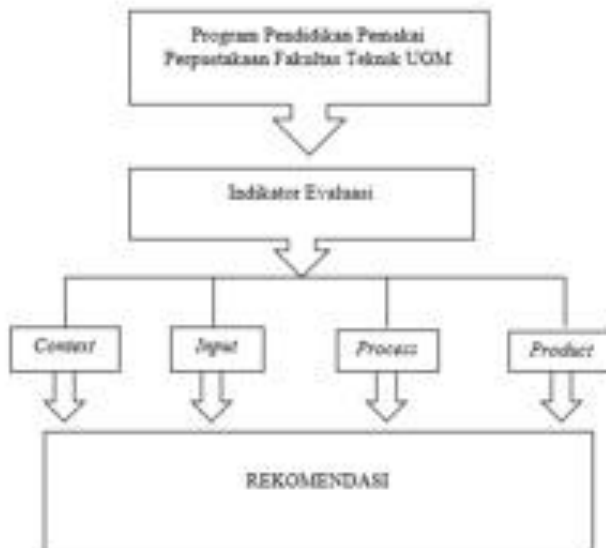 Program Pendidikan Pemakai
Perpustakaan Fakultas Teknik UGM
Indikator Evaluasi
Context Input Process Product
REKOMENDASI